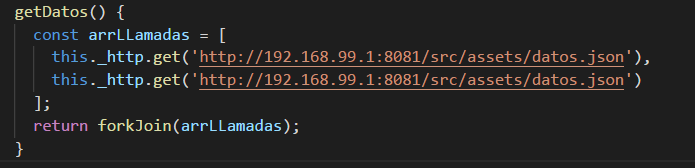 getDatos() {
const arrLLamadas = [
this._http.get('http://192.168.99.1:8081/src/assets/datos.json'),
this._http.get('http://192.168.99.1:8081/src/assets/datos.json')
];
return forkJoin(arrLLamadas);
}